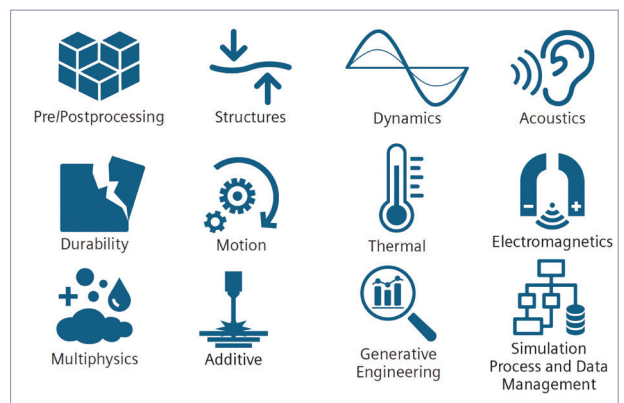 Pre/Postprocessing
Structures
Dynamics
Acoustics
Durability
Motion
Thermal
Electromagnetics
Multiphysics
Additive
Generative
Engineering
Simulation
Process and Data
Management